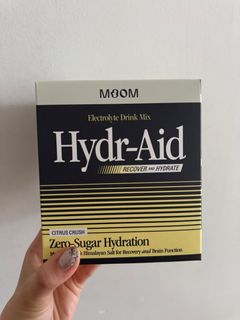 MOOM
Electrolyte Drink Mix
Hydr-Aid
RECOVER AND HYDRATE
CITRUS CRUSH
Zero-Sugar Hydration
Himalayan Salt for Recovery and Brain Function